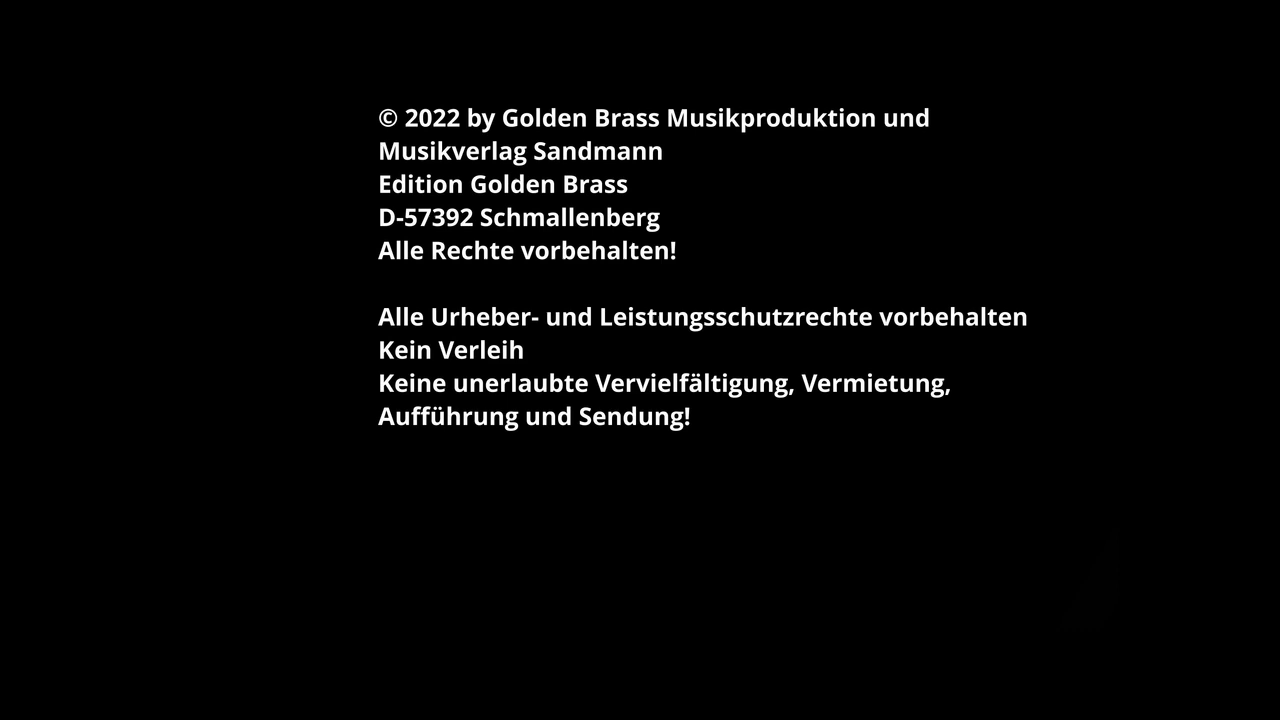 © 2022 by Golden Brass Musikproduktion und
Musikverlag Sandmann
Edition Golden Brass
D-57392 Schmallenberg
Alle Rechte vorbehalten!
Alle Urheber- und Leistungsschutzrechte vorbehalten
Kein Verleih
Keine unerlaubte Vervielfältigung, Vermietung,
Aufführung und Sendung!